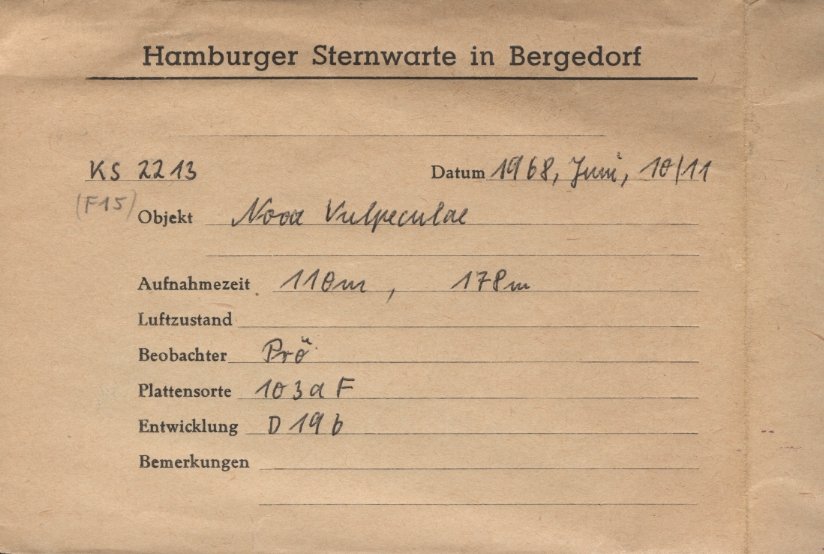 Hamburger Sternwarte in Bergedorf
KS 2213 Datum 1968, Juni, 10/11
(F15)
Objekt Nova Vulpeculae
Aufnahmezeit 110m, 178m
Luftzustand
Beobachter Prö
Plattensorte 103aF
Entwicklung D19b
Bemerkungen